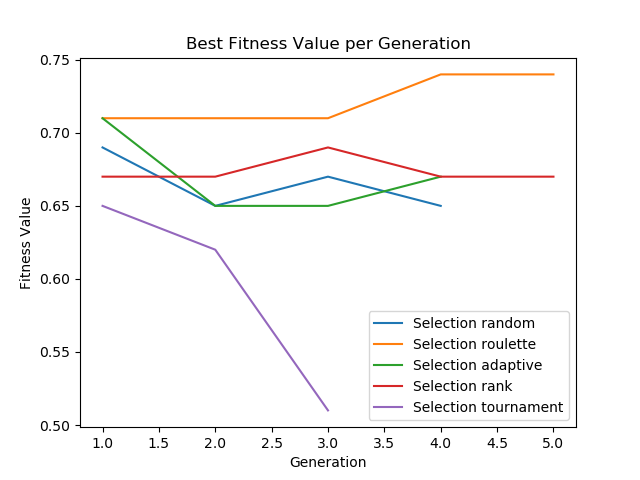 Best Fitness Value per Generation
0.75
0.70
0.65
0.60
0.55
0.50
Fitness Value
Selection random
Selection roulette
Selection adaptive
Selection rank
Selection tournament
1.0 1.5 2.0 2.5 3.0 3.5 4.0 4.5 5.0
Generation